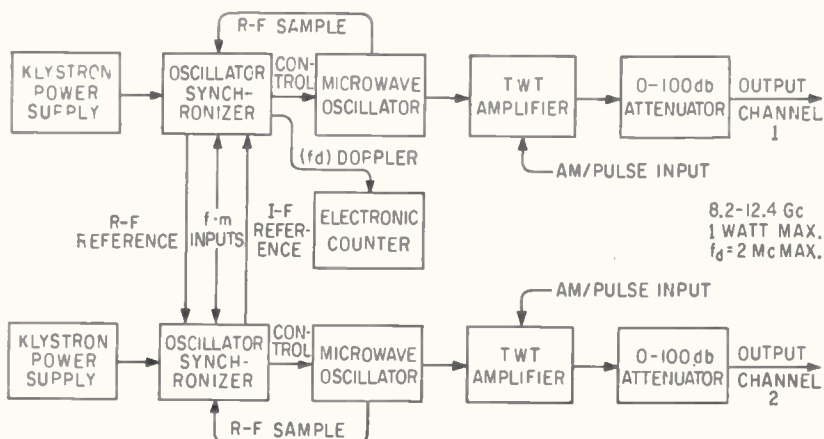 R-F SAMPLE
KLYSTRON
POWER
SUPPLY
OSCILLATOR
SYNCH-
RONIZER
CON-
TROL
MICROWAVE
OSCILLATOR
TWT
AMPLIFIER
0-100db
ATTENUATOR
OUTPUT
CHANNEL
1
AM/PULSE INPUT
(fd) DOPPLER
R-F
REFERENCE
f-m
INPUTS
I-F
REFER-
ENCE
ELECTRONIC
COUNTER
8.2-12.4 Gc
1 WATT MAX.
fd=2 Mc MAX.
AM/PULSE INPUT
KLYSTRON
POWER
SUPPLY
OSCILLATOR
SYNCH-
RONIZER
CON-
TROL
MICROWAVE
OSCILLATOR
TWT
AMPLIFIER
0-100db
ATTENUATOR
OUTPUT
CHANNEL
2
R-F SAMPLE